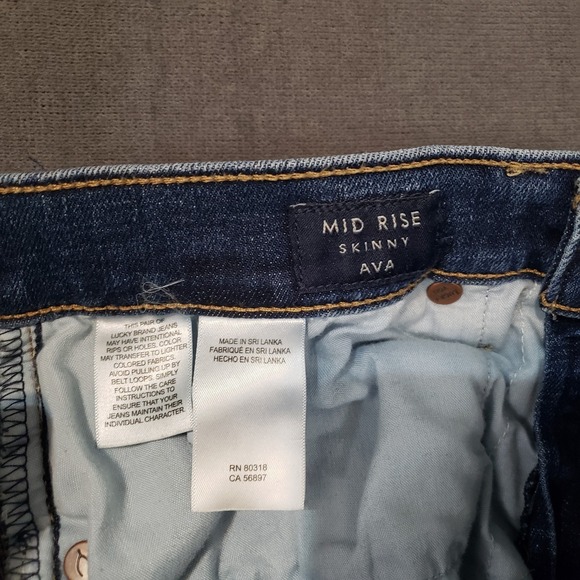 MID RISE
SKINNY
AVA
THIS PAIR OF
LUCKY BRAND JEANS
MAY HAVE INTENTIONAL
RIPS OR HOLES. COLOR
MAY TRANSFER TO LIGHTER
COLORED FABRICS.
AVOID PULLING UP BY
BELT LOOPS. SIMPLY
FOLLOW THE CARE
INSTRUCTIONS TO
ENSURE THAT YOUR
JEANS MAINTAIN THEIR
INDIVIDUAL CHARACTER.
MADE IN SRI LANKA
FABRIQUÉ EN SRI LANKA
HECHO EN SRI LANKA
RN 80318
CA 56897